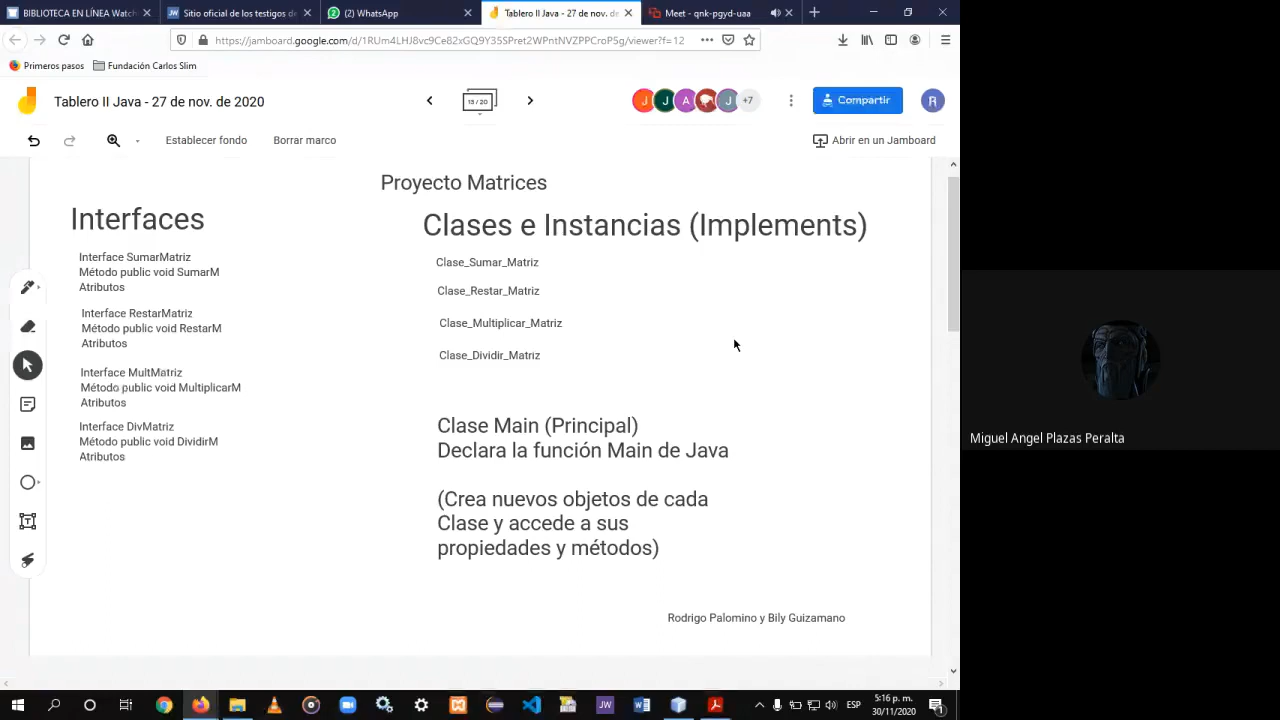 BIBLIOTECA EN LÍNEA Watch
Sitio oficial de los testigos de
(2) WhatsApp
Tablero II Java - 27 de nov. de
Meet - qnk-pgyd-uaa
https://jamboard.google.com/d/1RUm4LHJ8vc9Ce82xGQ9Y35SPret2WPntNVZPPCroP5g/viewer?f=12
Primeros pasos
Fundación Carlos Slim
Tablero II Java - 27 de nov. de 2020
13 / 20
J
J
A
J
+7
Compartir
R
Establecer fondo
Borrar marco
Abrir en un Jamboard
Proyecto Matrices
Interfaces
Interface SumarMatriz
Método public void SumarM
Atributos
Interface RestarMatriz
Método public void RestarM
Atributos
Interface MultMatriz
Método public void MultiplicarM
Atributos
Interface DivMatriz
Método public void DividirM
Atributos
Clases e Instancias (Implements)
Clase_Sumar_Matriz
Clase_Restar_Matriz
Clase_Multiplicar_Matriz
Clase_Dividir_Matriz
Clase Main (Principal)
Declara la función Main de Java
(Crea nuevos objetos de cada
Clase y accede a sus
propiedades y métodos)
Rodrigo Palomino y Bily Guizamano
Miguel Angel Plazas Peralta
ESP
5:16 p. m.
30/11/2020